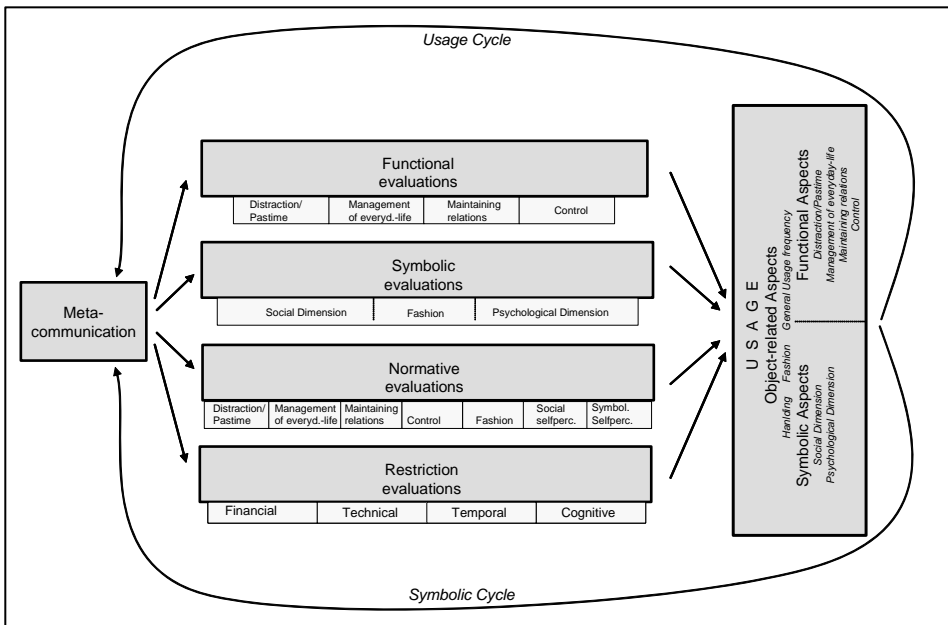 Usage Cycle
Functional
evaluations
Distraction/
Pastime
Management
of everyd.-life
Maintaining
relations
Control
Symbolic
evaluations
Social Dimension
Fashion
Psychological Dimension
Meta-
communication
Normative
evaluations
Distraction/
Pastime
Management
of everyd.-life
Maintaining
relations
Control
Fashion
Social
selfperc.
Symbol.
Selfperc.
Restriction
evaluations
Financial
Technical
Temporal
Cognitive
U S A G E
Object-related Aspects
Hanlding Fashion General Usage frequency
Symbolic Aspects
Social Dimension
Psychological Dimension
Functional Aspects
Distraction/Pastime
Management of everyday-life
Maintaining relations
Control
Symbolic Cycle